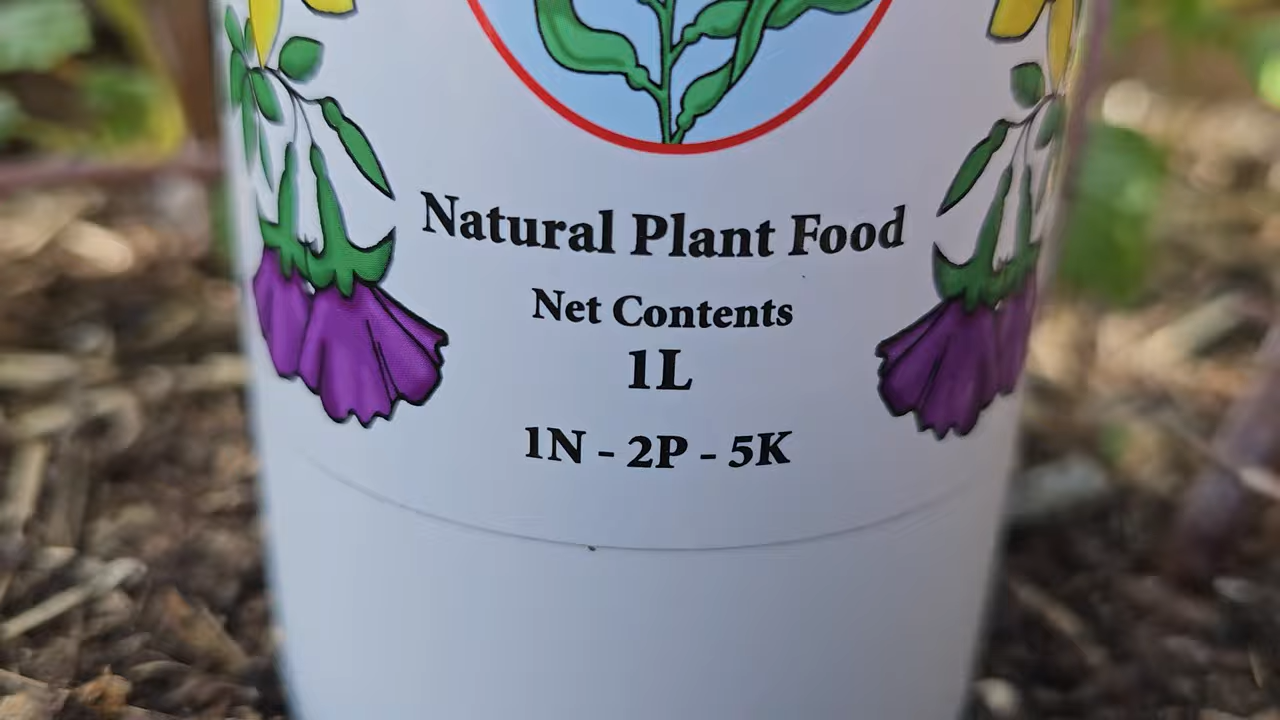 Natural Plant Food
Net Contents
1L
1N - 2P - 5K